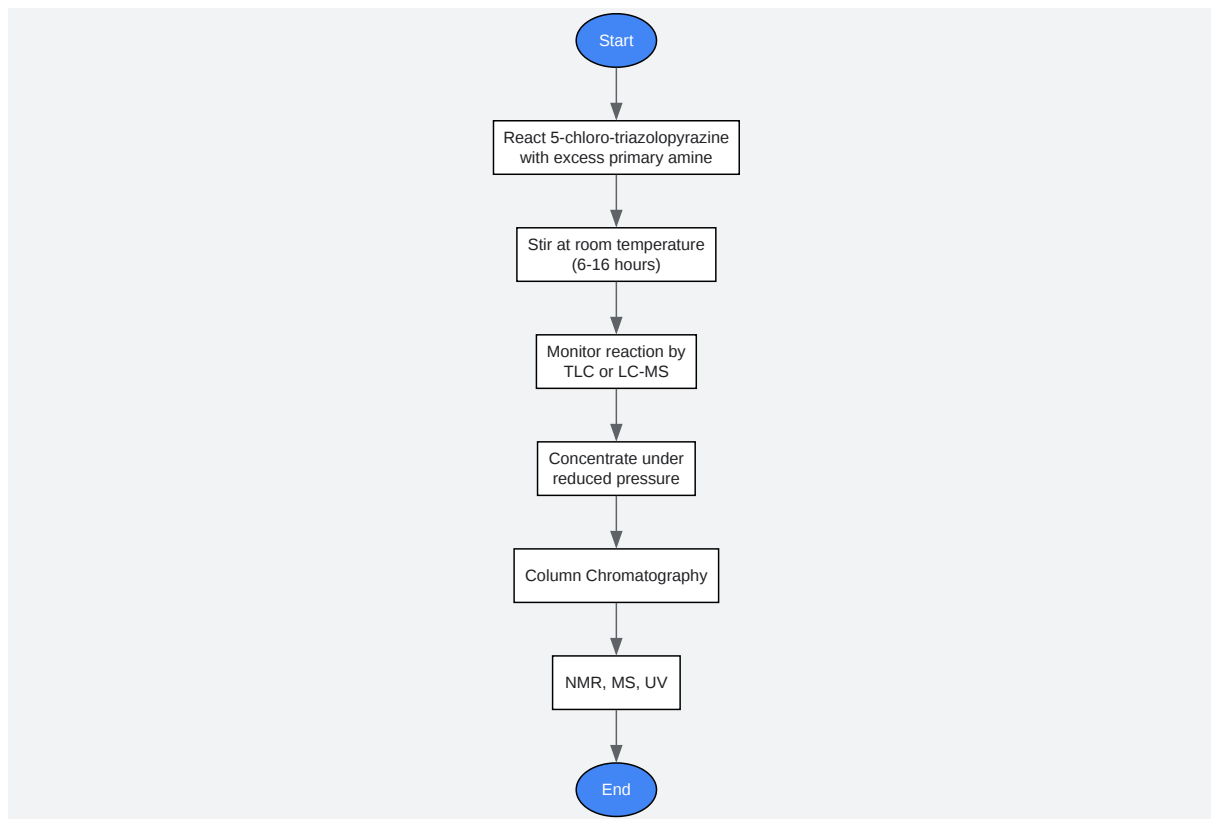 Start
React 5-chloro-triazolopyrazine
with excess primary amine
Stir at room temperature
(6-16 hours)
Monitor reaction by
TLC or LC-MS
Concentrate under
reduced pressure
Column Chromatography
NMR, MS, UV
End